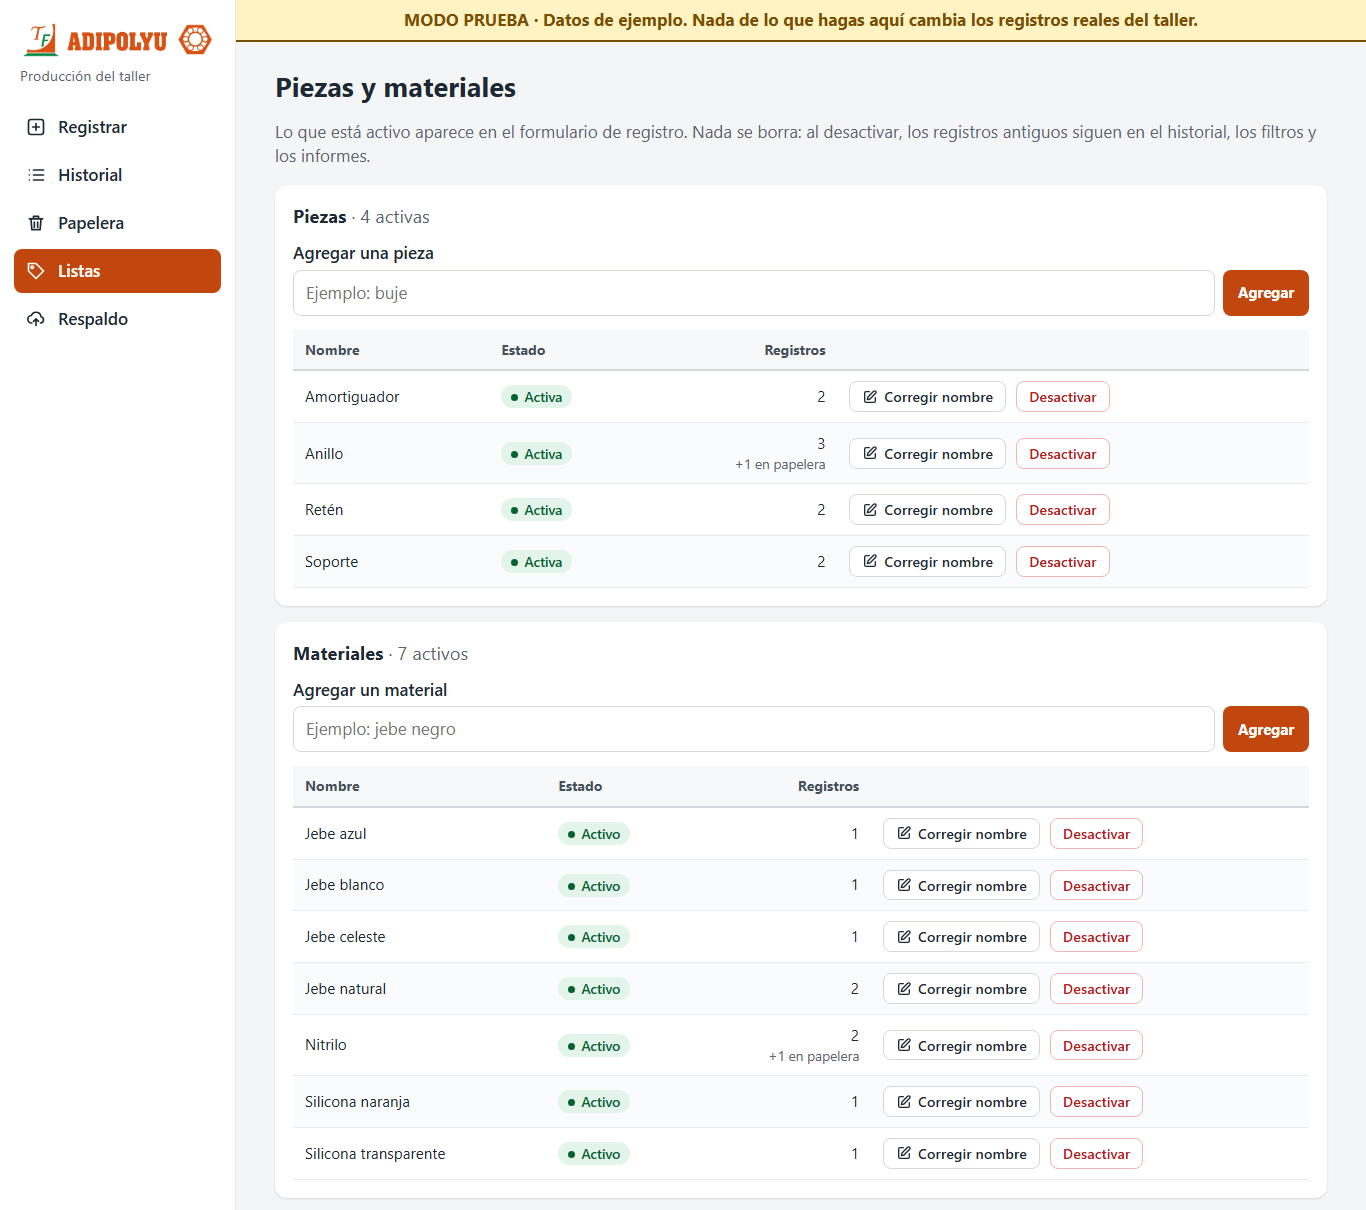 MODO PRUEBA · Datos de ejemplo. Nada de lo que hagas aquí cambia los registros reales del taller.
TF ADIPOLYU
Producción del taller
Registrar
Historial
Papelera
Listas
Respaldo
Piezas y materiales
Lo que está activo aparece en el formulario de registro. Nada se borra: al desactivar, los registros antiguos siguen en el historial, los filtros y
los informes.
Piezas · 4 activas
Agregar una pieza
Ejemplo: buje Agregar
Nombre Estado Registros
Amortiguador Activa 2 Corregir nombre Desactivar
Anillo Activa 3 Corregir nombre Desactivar
+1 en papelera
Retén Activa 2 Corregir nombre Desactivar
Soporte Activa 2 Corregir nombre Desactivar
Materiales · 7 activos
Agregar un material
Ejemplo: jebe negro Agregar
Nombre Estado Registros
Jebe azul Activo 1 Corregir nombre Desactivar
Jebe blanco Activo 1 Corregir nombre Desactivar
Jebe celeste Activo 1 Corregir nombre Desactivar
Jebe natural Activo 2 Corregir nombre Desactivar
Nitrilo Activo 2 Corregir nombre Desactivar
+1 en papelera
Silicona naranja Activo 1 Corregir nombre Desactivar
Silicona transparente Activo 1 Corregir nombre Desactivar